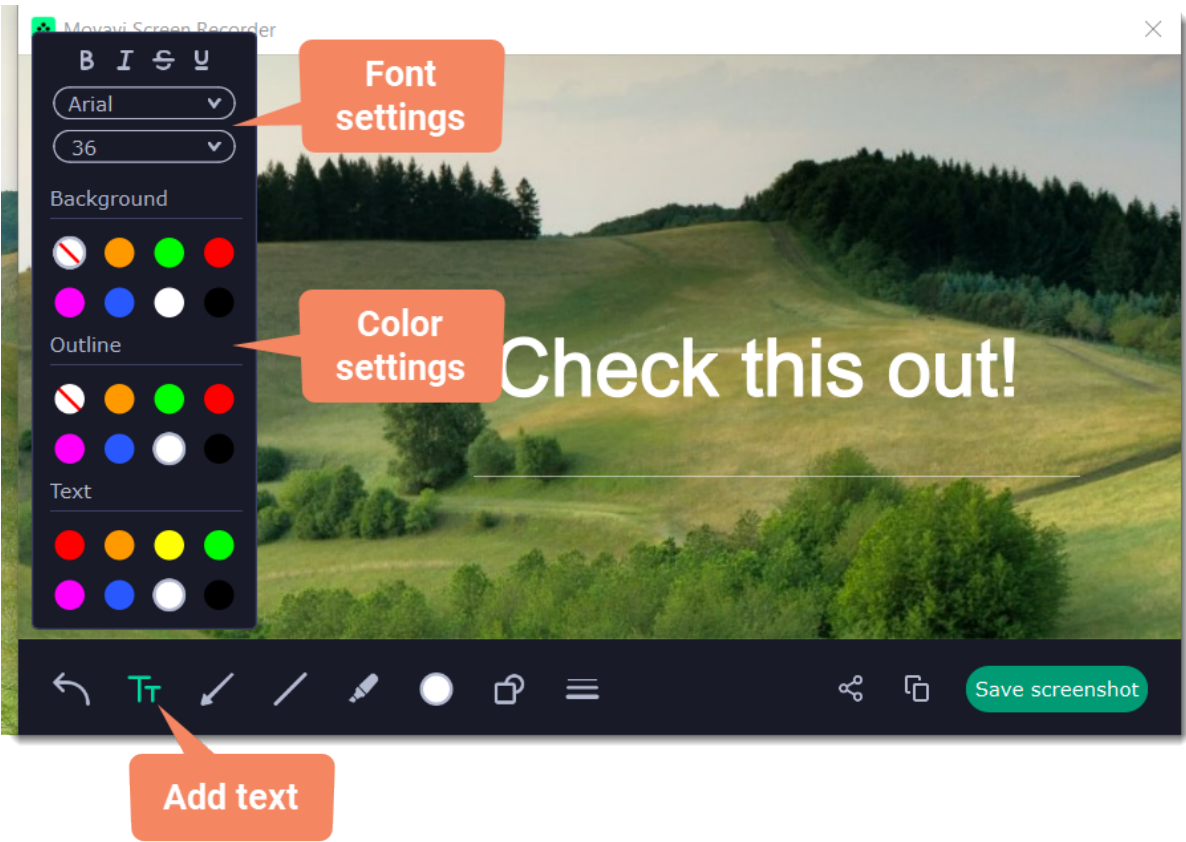 Movavi Screen Recorder
B I S U
Arial
36
Background
Outline
Text
Font
settings
Color
settings
Check this out!
Tт
Save screenshot
Add text